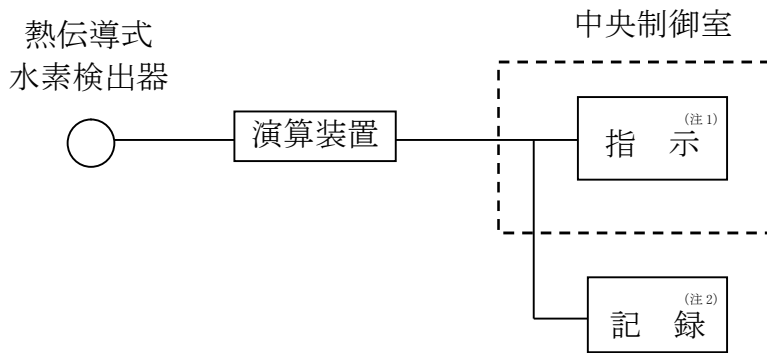 中央制御室
熱伝導式
水素検出器
演算装置
(注1)
指 示
(注2)
記 録